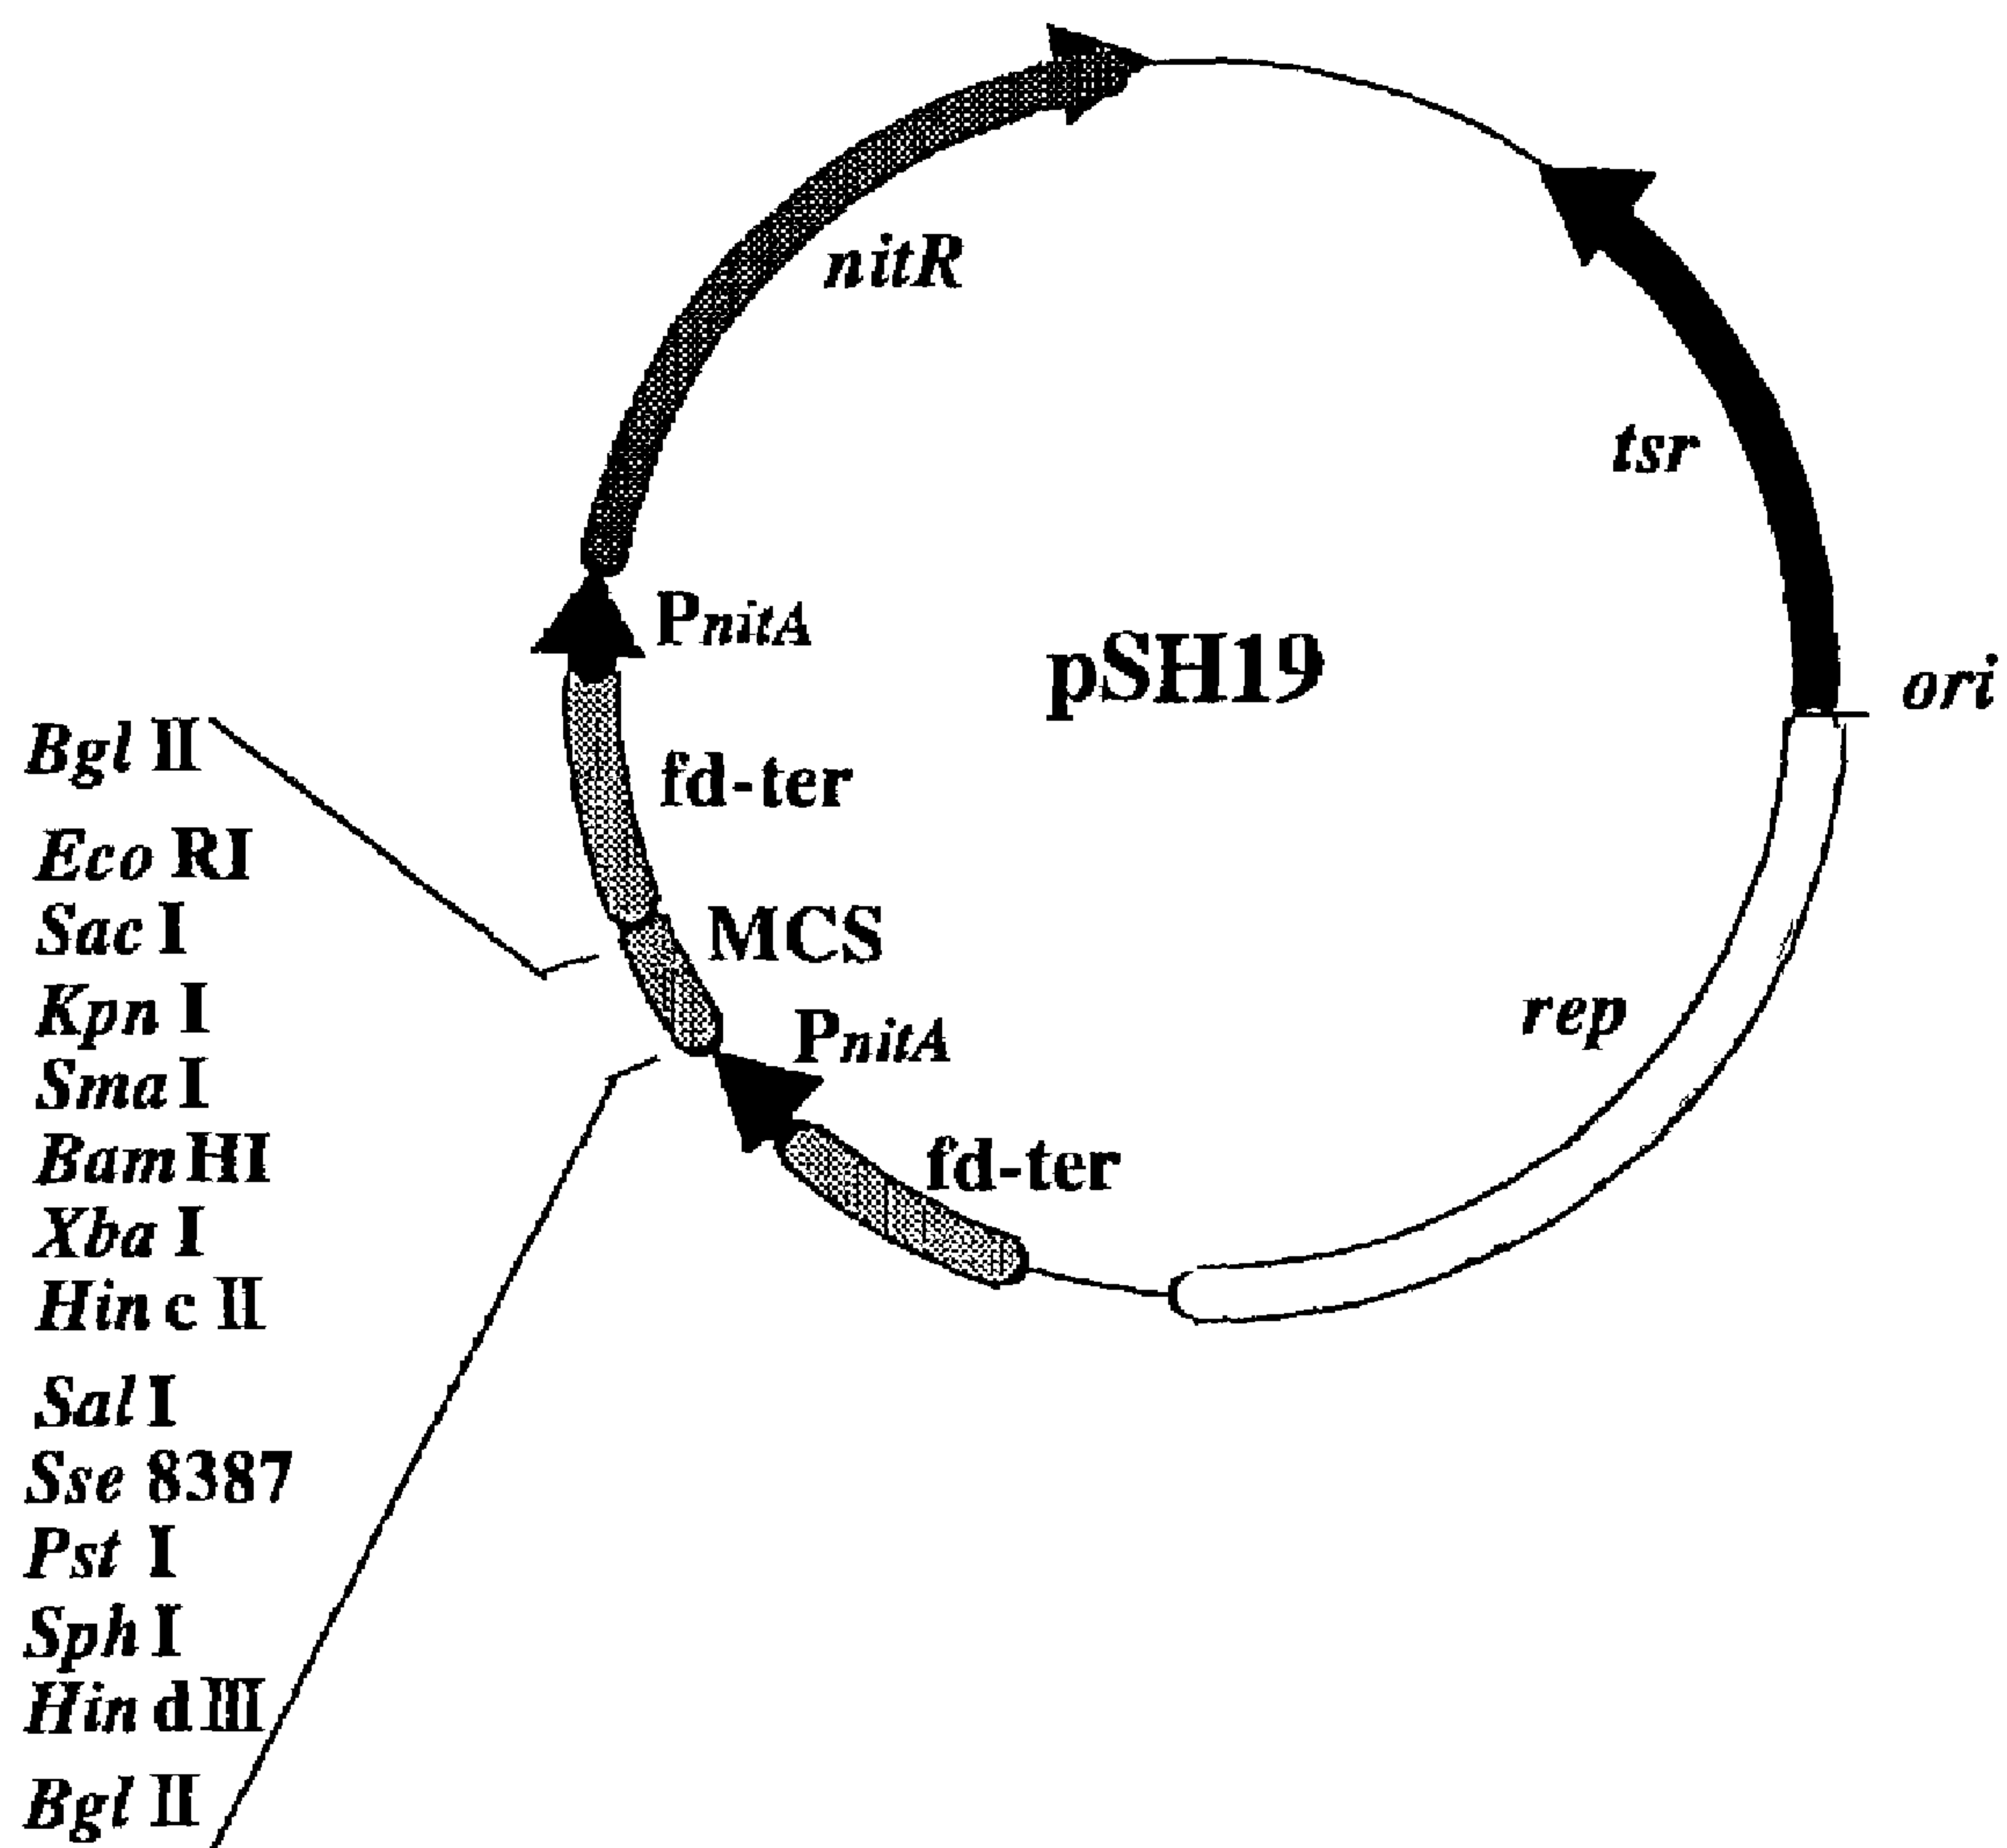 nitR
tsr
PnitA
pSH19
ori
fd-ter
MCS
PnitA
rep
fd-ter
Bgl II
Eco RI
Sac I
Kpn I
Sma I
Bam HI
Xba I
Hin c II
Sal I
Sse 8387
Pst I
Sph I
Hin d III
Bgl II